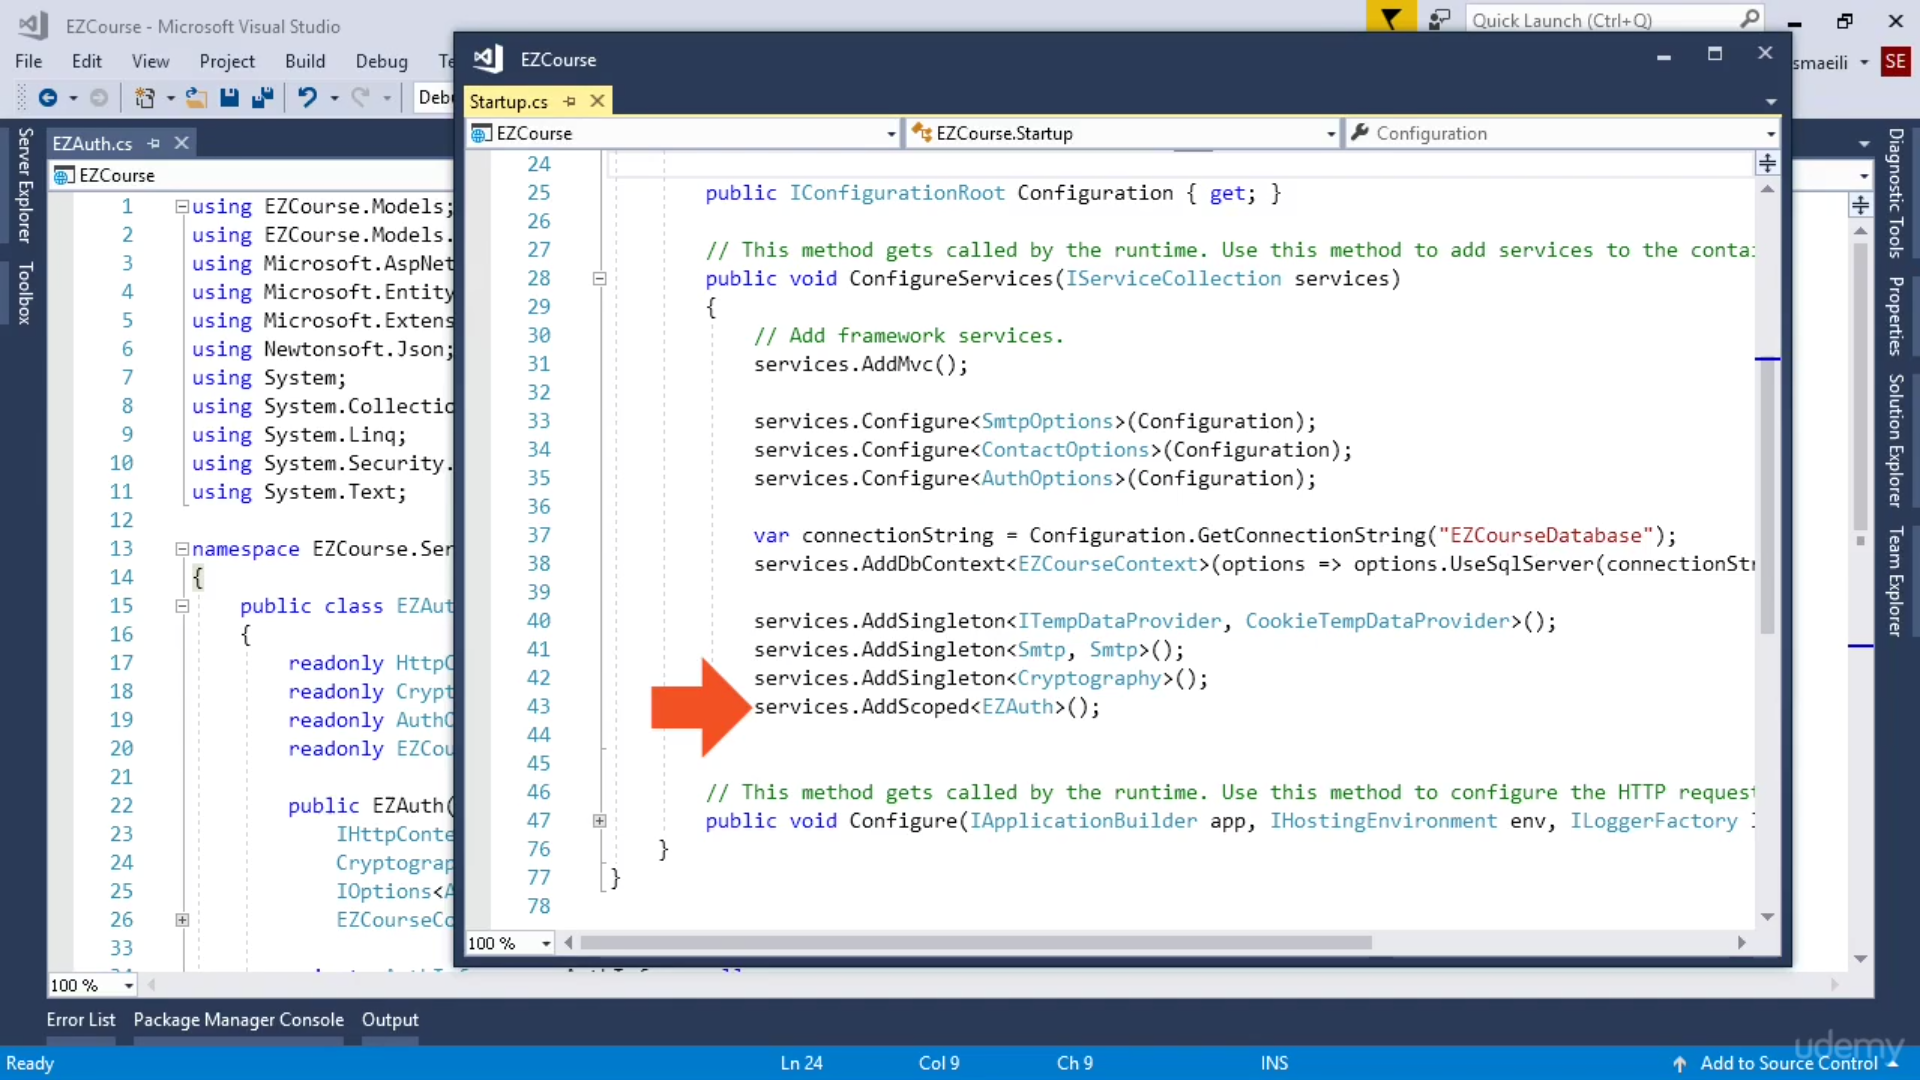 EZCourse - Microsoft Visual Studio
Quick Launch (Ctrl+Q)
File Edit View Project Build Debug
smaeili SE
EZCourse
Startup.cs
EZCourse EZCourse.Startup Configuration
EZAuth.cs
EZCourse
Server Explorer
Toolbox
Diagnostic Tools
Properties
Solution Explorer
Team Explorer
1 using EZCourse.Models;
2 using EZCourse.Models.
3 using Microsoft.AspNet
4 using Microsoft.Entity
5 using Microsoft.Extens
6 using Newtonsoft.Json;
7 using System;
8 using System.Collectio
9 using System.Linq;
10 using System.Security.
11 using System.Text;
12
13 namespace EZCourse.Ser
14 {
15 public class EZAut
16 {
17 readonly HttpC
18 readonly Crypt
19 readonly AuthO
20 readonly EZCou
21
22 public EZAuth(
23 IHttpConte
24 Cryptograp
25 IOptions<A
26 EZCourseCo
33
24
25 public IConfigurationRoot Configuration { get; }
26
27 // This method gets called by the runtime. Use this method to add services to the contai
28 public void ConfigureServices(IServiceCollection services)
29 {
30 // Add framework services.
31 services.AddMvc();
32
33 services.Configure<SmtpOptions>(Configuration);
34 services.Configure<ContactOptions>(Configuration);
35 services.Configure<AuthOptions>(Configuration);
36
37 var connectionString = Configuration.GetConnectionString("EZCourseDatabase");
38 services.AddDbContext<EZCourseContext>(options => options.UseSqlServer(connectionStr
39
40 services.AddSingleton<ITempDataProvider, CookieTempDataProvider>();
41 services.AddSingleton<Smtp, Smtp>();
42 services.AddSingleton<Cryptography>();
43 services.AddScoped<EZAuth>();
44
45
46 // This method gets called by the runtime. Use this method to configure the HTTP request
47 public void Configure(IApplicationBuilder app, IHostingEnvironment env, ILoggerFactory
76 }
77 }
78
100 %
100 %
Error List Package Manager Console Output
Ready Ln 24 Col 9 Ch 9 INS Add to Source Control
udemy